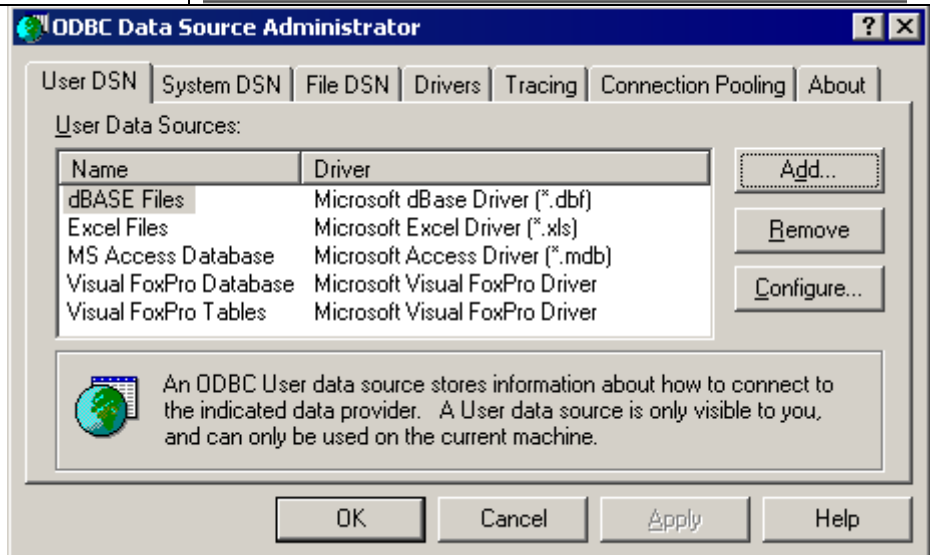 ODBC Data Source Administrator
User DSN System DSN File DSN Drivers Tracing Connection Pooling About
User Data Sources:
Name Driver
dBASE Files Microsoft dBase Driver (*.dbf)
Excel Files Microsoft Excel Driver (*.xls)
MS Access Database Microsoft Access Driver (*.mdb)
Visual FoxPro Database Microsoft Visual FoxPro Driver
Visual FoxPro Tables Microsoft Visual FoxPro Driver
Add...
Remove
Configure...
An ODBC User data source stores information about how to connect to
the indicated data provider. A User data source is only visible to you,
and can only be used on the current machine.
OK Cancel Apply Help